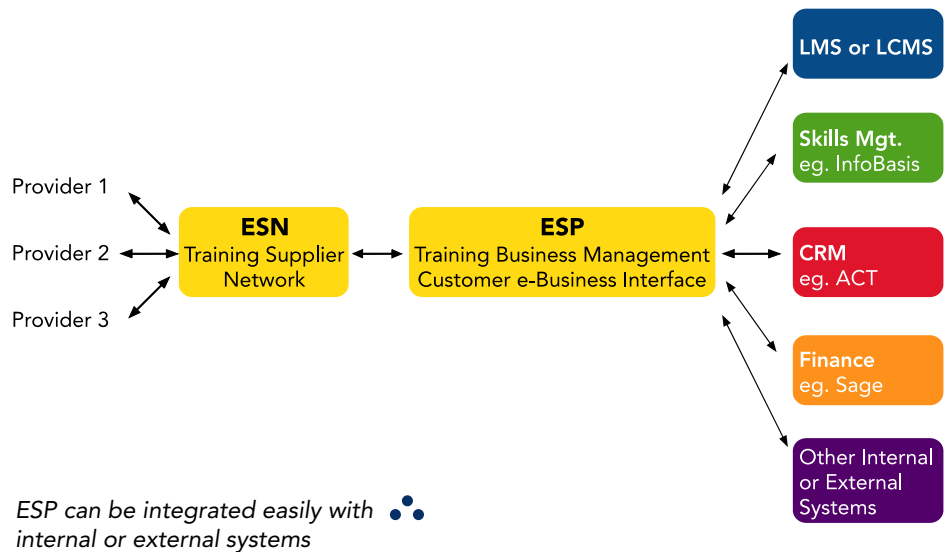 LMS or LCMS
Skills Mgt.
eg. InfoBasis
Provider 1
Provider 2
Provider 3
ESN
Training Supplier
Network
ESP
Training Business Management
Customer e-Business Interface
CRM
eg. ACT
Finance
eg. Sage
Other Internal
or External
Systems
ESP can be integrated easily with
internal or external systems